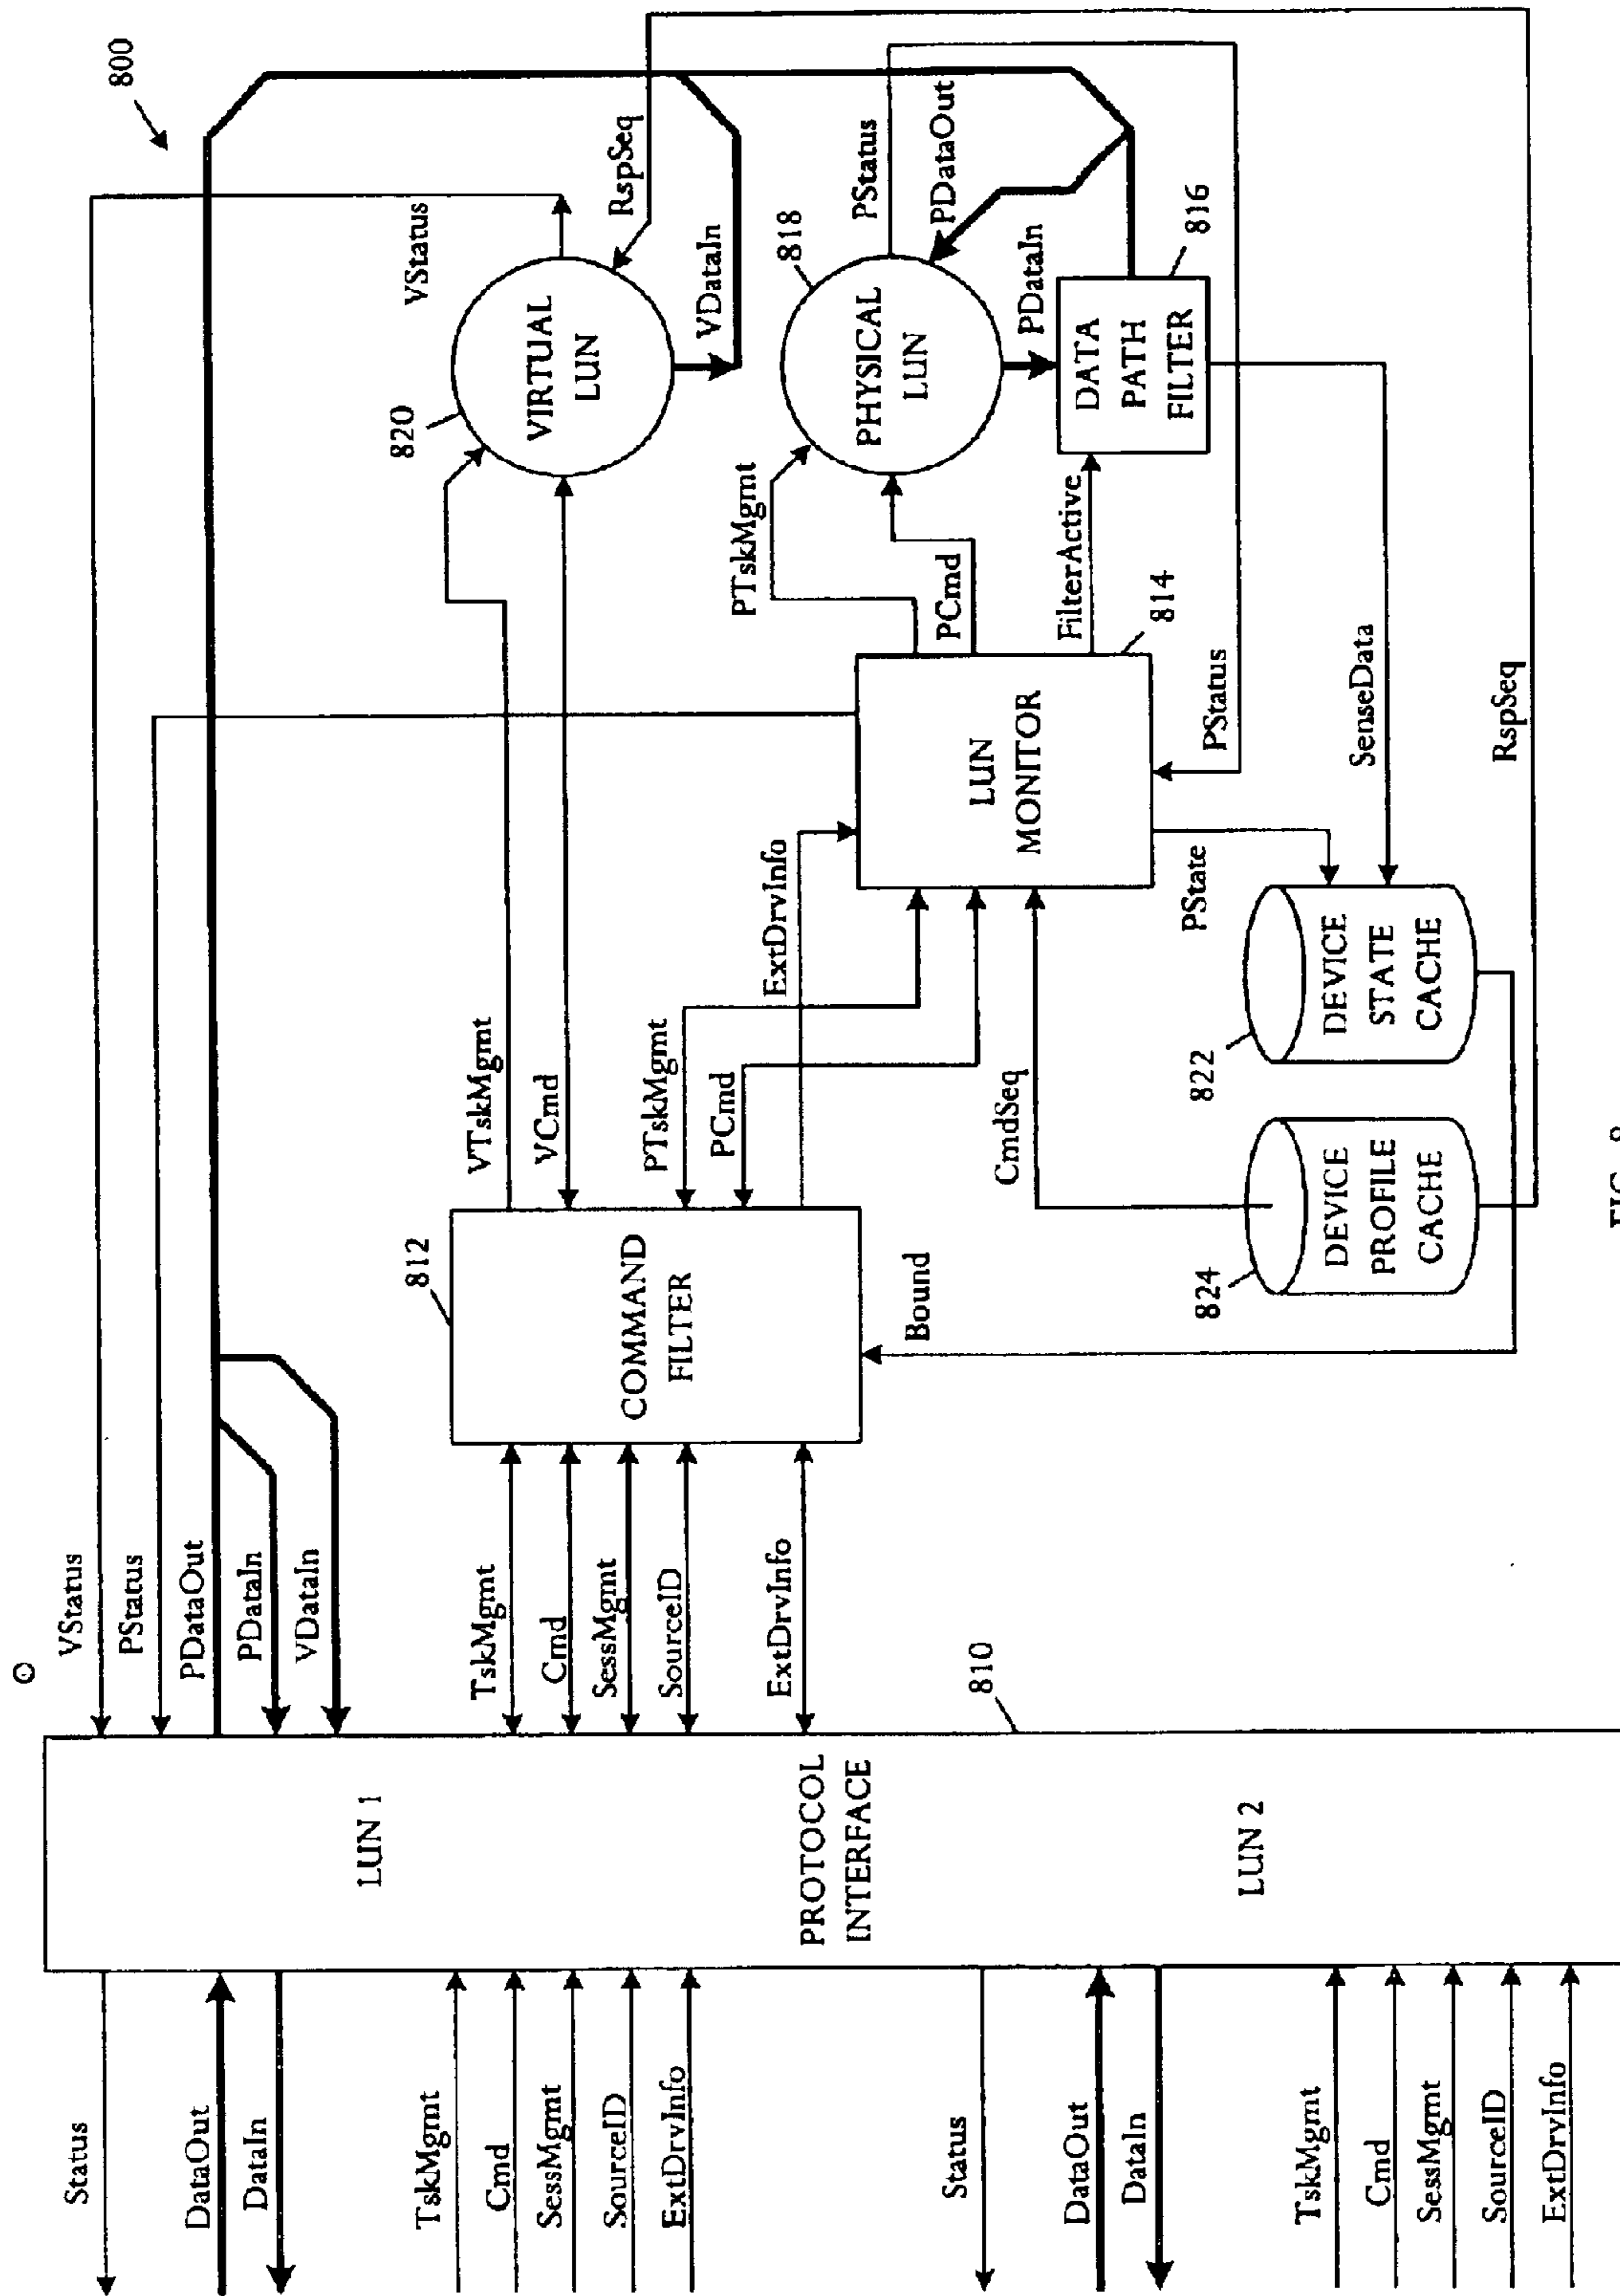 800
Status
DataOut
DataIn
TskMgmt
Cmd
SessMgmt
SourceID
ExtDrvInfo
Status
DataOut
DataIn
TskMgmt
Cmd
SessMgmt
SourceID
ExtDrvInfo
LUN 1
PROTOCOL
INTERFACE
LUN 2
810
VStatus
PStatus
PDataOut
PDataIn
VDataIn
TskMgmt
Cmd
SessMgmt
SourceID
ExtDrvInfo
812
COMMAND
FILTER
Bound
VTskMgmt
VCmd
PTskMgmt
PCmd
ExtDrvInfo
CmdSeq
824
DEVICE
PROFILE
CACHE
822
DEVICE
STATE
CACHE
PState
LUN
MONITOR
814
PStatus
SenseData
RspSeq
PTskMgmt
PCmd
FilterActive
820
VIRTUAL
LUN
VStatus
RspSeq
VDataIn
818
PHYSICAL
LUN
PStatus
PDataOut
PDataIn
DATA
PATH
FILTER
816